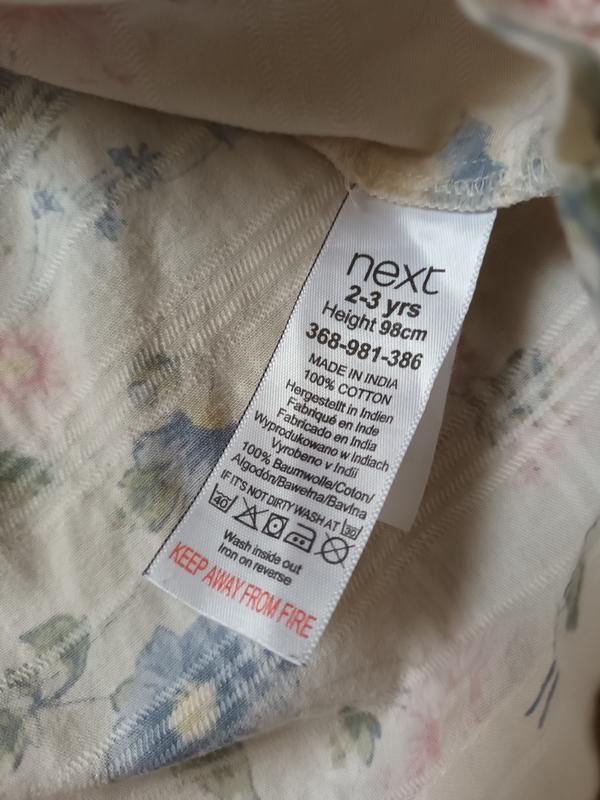 next
2-3 yrs
Height 98cm
368-981-386
MADE IN INDIA
100% COTTON
Hergestellt in Indien
Fabriqué en Inde
Fabricado en India
Wyprodukowano w Indiach
Vyrobeno v Indii
100% Baumwolle/Coton/
Algodón/Bawełna/Bavlna
IF IT'S NOT DIRTY WASH AT 30
40
Wash inside out
Iron on reverse
KEEP AWAY FROM FIRE